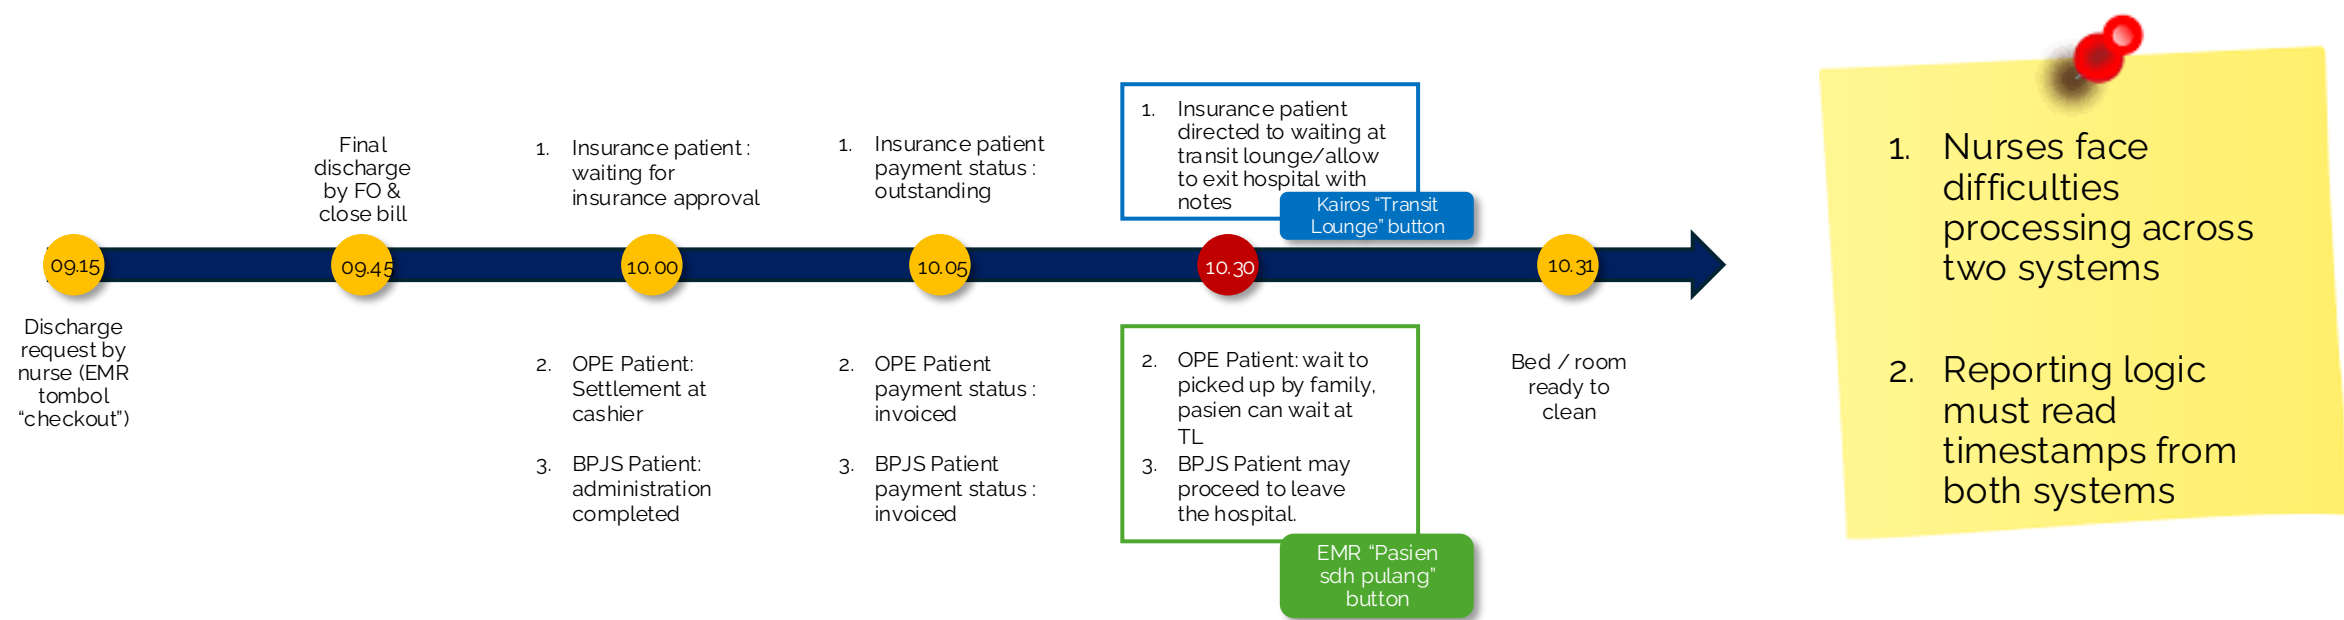 09.15
Discharge
request by
nurse (EMR
tombol
“checkout”)
Final
discharge
by FO &
close bill
09.45
1. Insurance patient :
waiting for
insurance approval
10.00
2. OPE Patient:
Settlement at
cashier
3. BPJS Patient:
administration
completed
1. Insurance patient
payment status :
outstanding
10.05
2. OPE Patient
payment status :
invoiced
3. BPJS Patient
payment status :
invoiced
1. Insurance patient
directed to waiting at
transit lounge/allow
to exit hospital with
notes
Kairos “Transit
Lounge” button
10.30
2. OPE Patient: wait to
picked up by family,
pasien can wait at
TL
3. BPJS Patient may
proceed to leave
the hospital.
EMR “Pasien
sdh pulang”
button
10.31
Bed / room
ready to
clean
1. Nurses face
difficulties
processing across
two systems
2. Reporting logic
must read
timestamps from
both systems